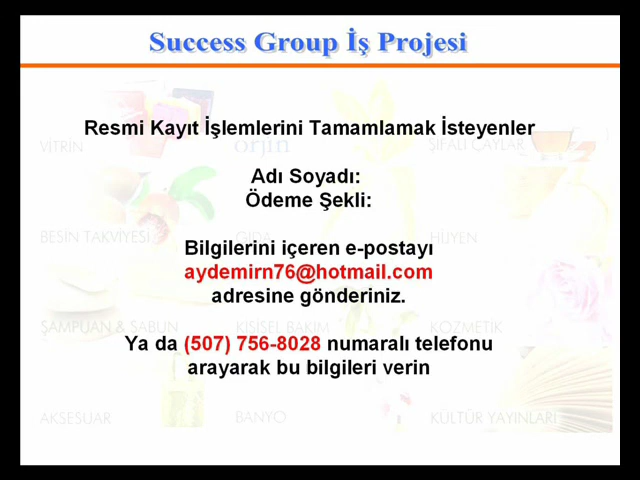 Success Group İş Projesi
Resmi Kayıt İşlemlerini Tamamlamak İsteyenler
VİTRİN
orjin
ŞİFALI ÇAYLAR
Adı Soyadı:
Ödeme Şekli:
BESİN TAKVİYESİ
GIDA
HİJYEN
Bilgilerini içeren e-postayı
aydemirn76@hotmail.com
adresine gönderiniz.
ŞAMPUAN & SABUN
KİŞİSEL BAKIM
KOZMETİK
Ya da (507) 756-8028 numaralı telefonu
arayarak bu bilgileri verin
AKSESUAR
BANYO
KÜLTÜR YAYINLARI